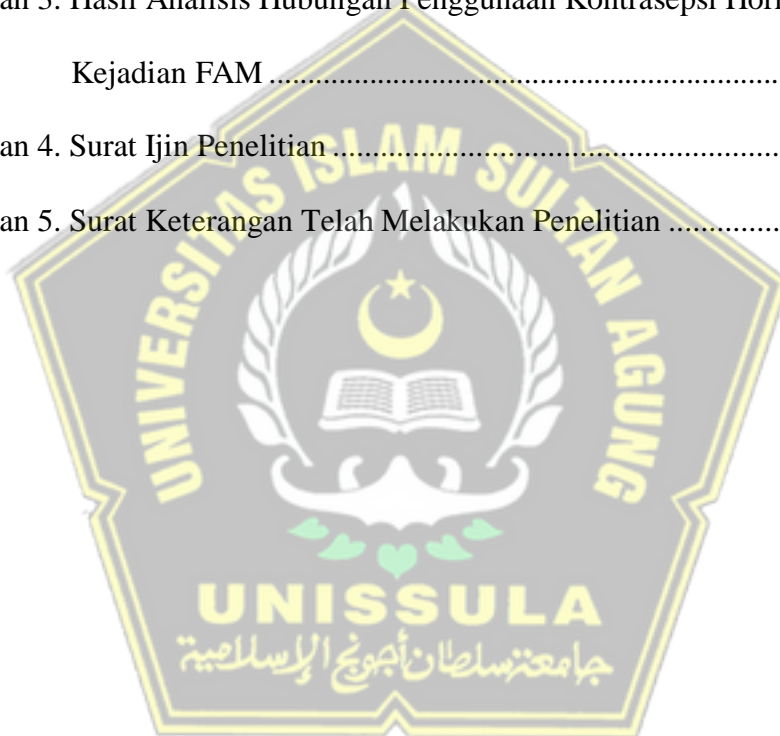 an 3. Hasil Analisis Hubungan Penggunaan Kontrasepsi Hor
Kejadian FAM ........................................................................
an 4. Surat Ijin Penelitian ...............................................................
an 5. Surat Keterangan Telah Melakukan Penelitian ................
UNIVERSITAS ISLAM SULTAN AGUNG
UNISSULA
جامعة سلطان أجونج الإسلامية